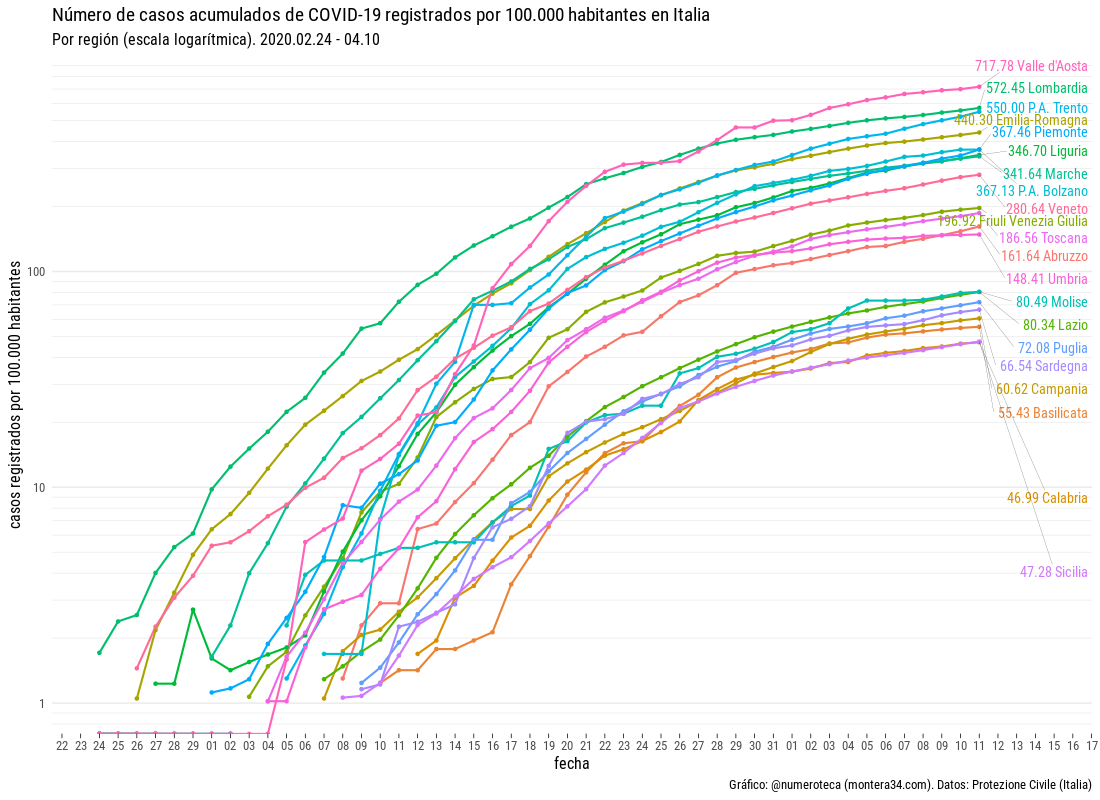 Número de casos acumulados de COVID-19 registrados por 100.000 habitantes en Italia
Por región (escala logarítmica). 2020.02.24 - 04.10
casos registrados por 100.000 habitantes
100
10
1
717.78 Valle d'Aosta
572.45 Lombardia
550.00 P.A. Trento
440.30 Emilia-Romagna
367.46 Piemonte
346.70 Liguria
341.64 Marche
367.13 P.A. Bolzano
280.64 Veneto
196.92 Friuli Venezia Giulia
186.56 Toscana
161.64 Abruzzo
148.41 Umbria
80.49 Molise
80.34 Lazio
72.08 Puglia
66.54 Sardegna
60.62 Campania
55.43 Basilicata
46.99 Calabria
47.28 Sicilia
22 23 24 25 26 27 28 29 01 02 03 04 05 06 07 08 09 10 11 12 13 14 15 16 17 18 19 20 21 22 23 24 25 26 27 28 29 30 31 01 02 03 04 05 06 07 08 09 10 11 12 13 14 15 16 17
fecha
Gráfico: @numeroteca (montera34.com). Datos: Protezione Civile (Italia)